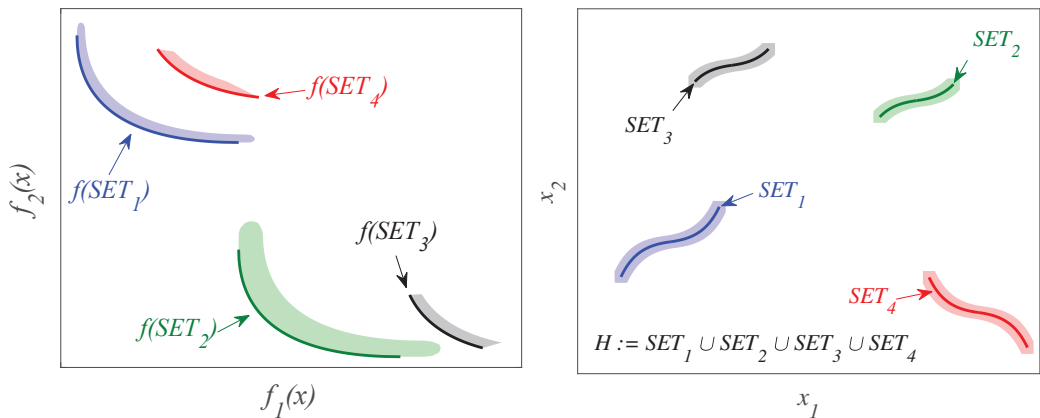 f(SET₄)
f(SET₁)
f(SET₃)
f(SET₂)
f₂(x)
f₁(x)
SET₂
SET₃
SET₁
SET₄
H := SET₁ ∪ SET₂ ∪ SET₃ ∪ SET₄
x₂
x₁